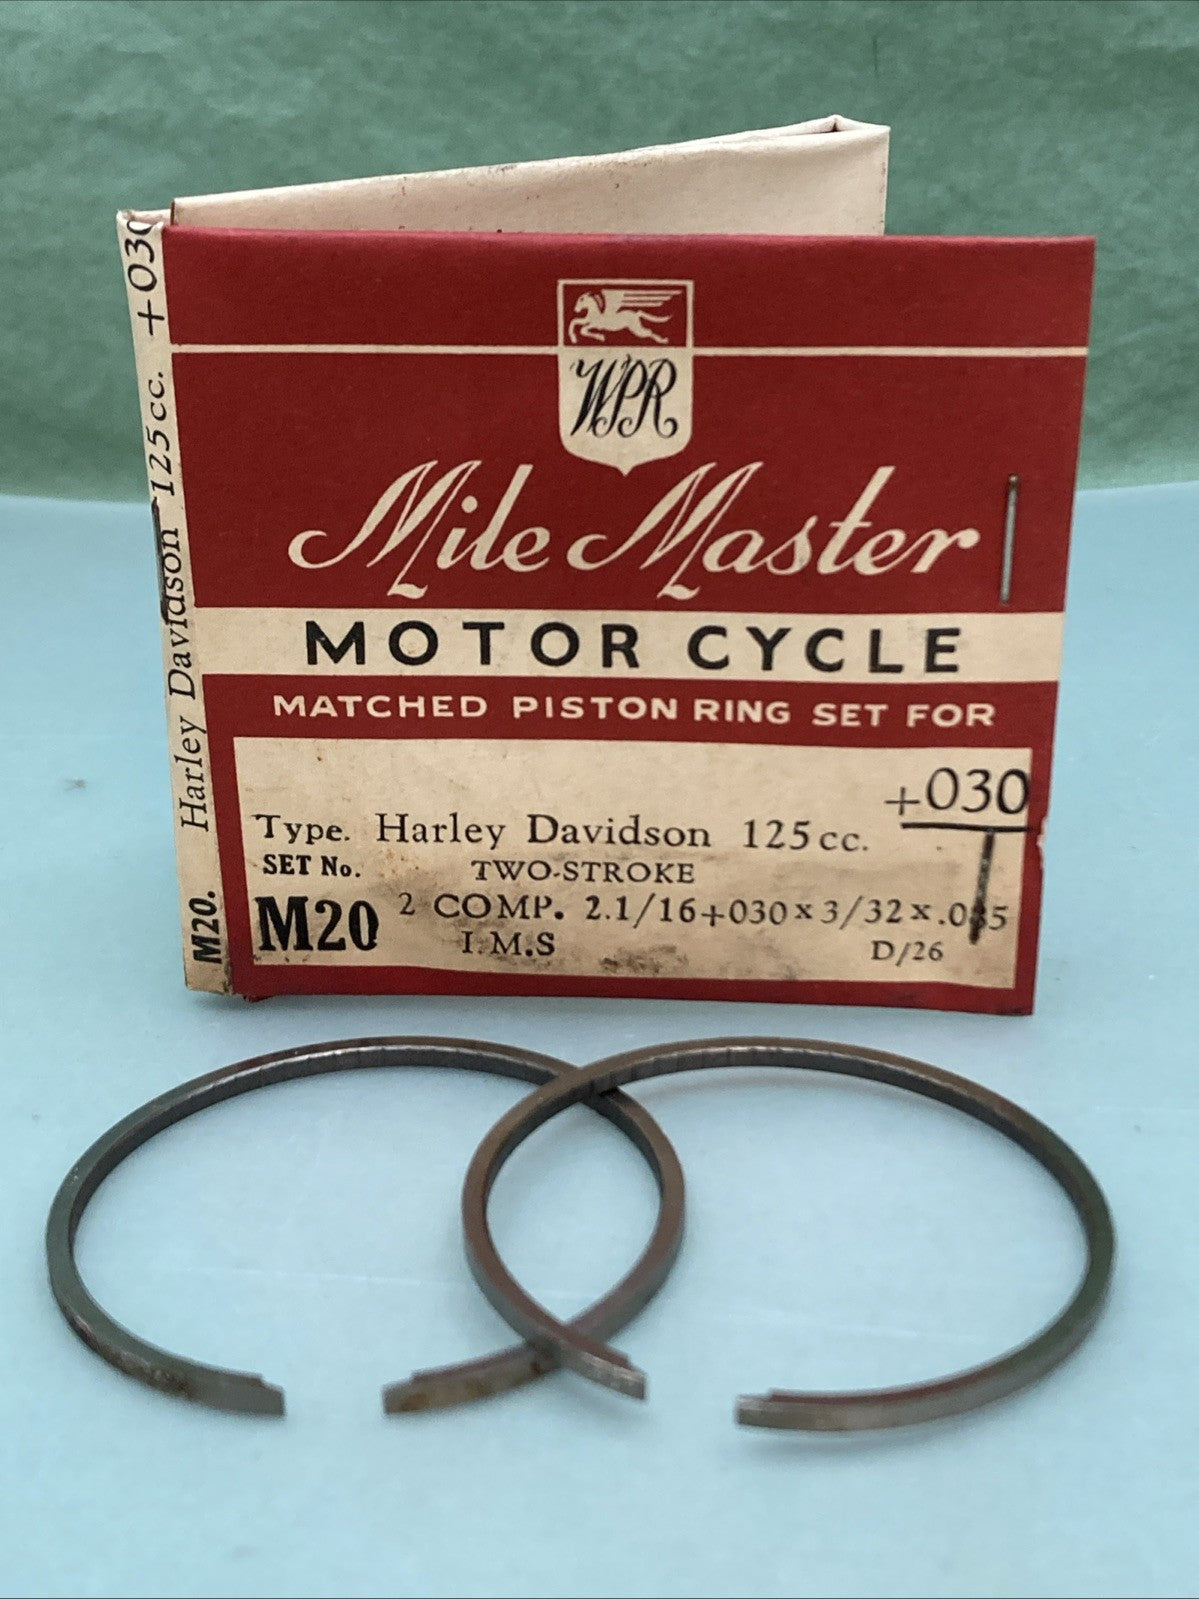 WPR
Mile Master
MOTOR CYCLE
MATCHED PISTON RING SET FOR
+030
Type. Harley Davidson 125cc.
SET No. TWO-STROKE
M20 2 COMP. 2.1/16+030 x 3/32 x .085
I.M.S D/26
M20. Harley Davidson 125cc. +030